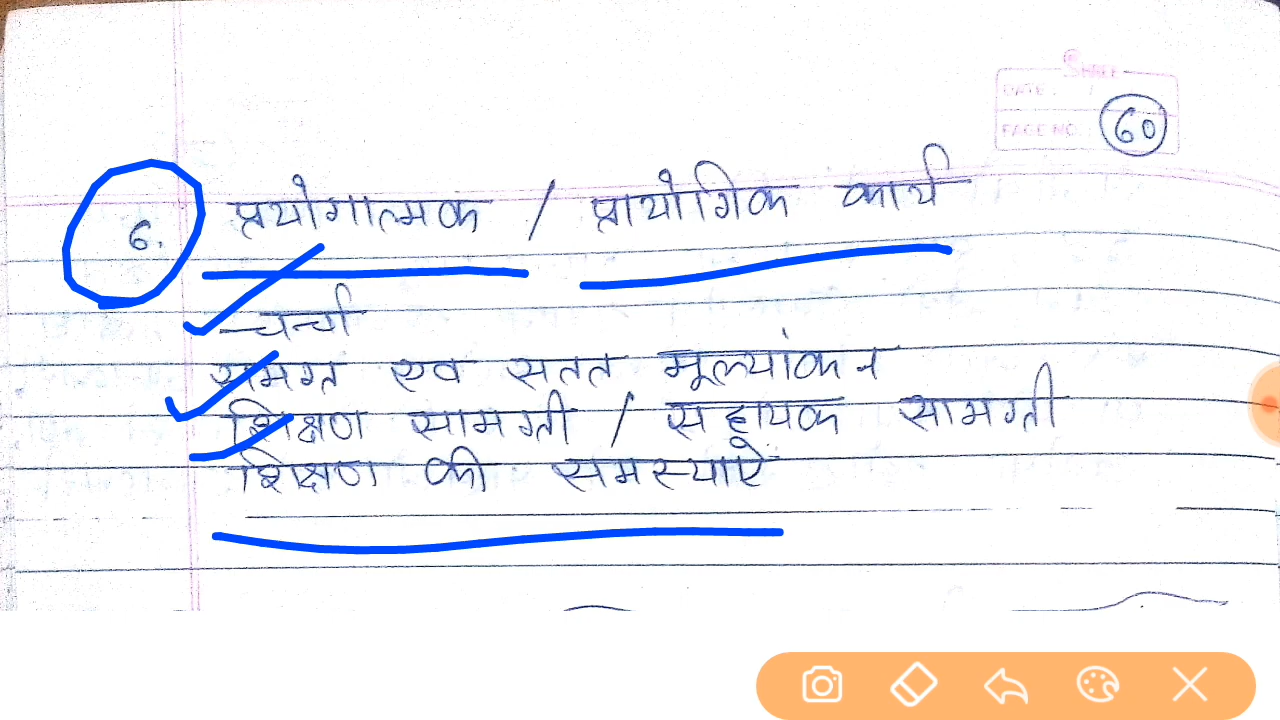 DATE:
PAGE NO:
60
6. प्रयोगात्मक / प्रायोगिक कार्य
चर्चा
समग्र एव सतत मूल्यांकन
शिक्षण सामग्री / सहायक सामग्री
शिक्षण की समस्याऐ